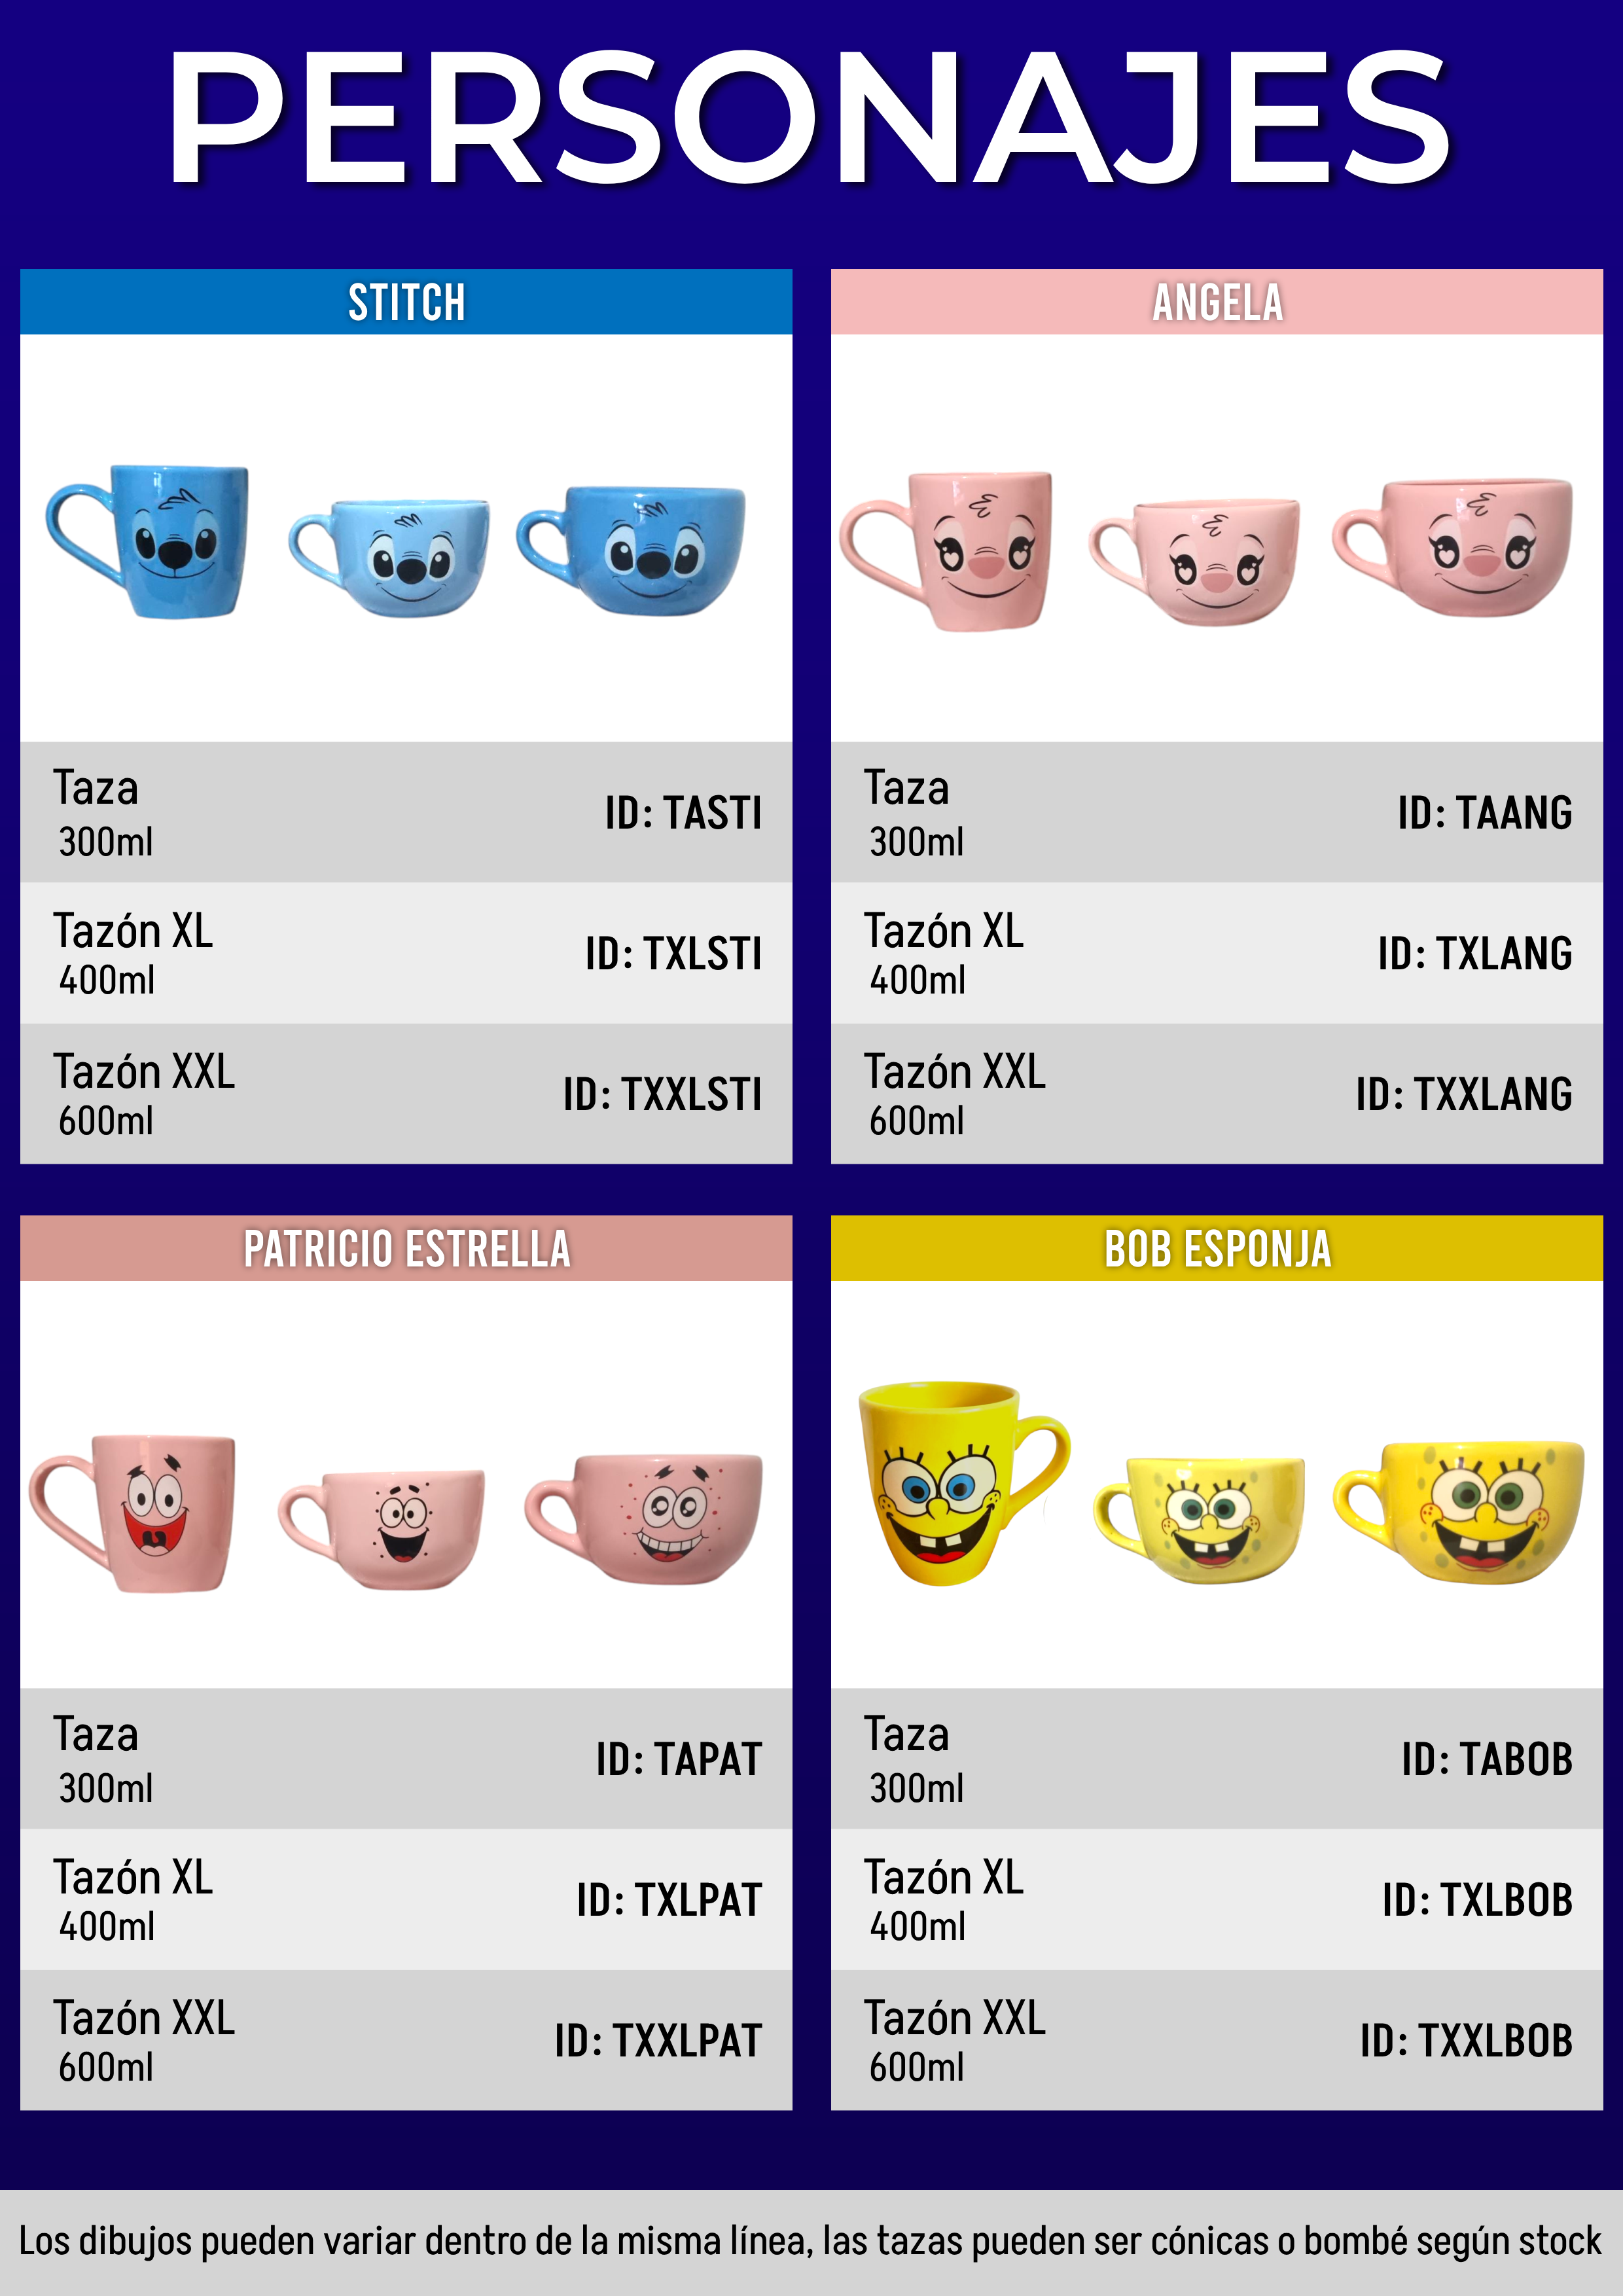 PERSONAJES
STITCH
Taza
300ml
ID: TASTI
Tazón XL
400ml
ID: TXLSTI
Tazón XXL
600ml
ID: TXXLSTI
ANGELA
Taza
300ml
ID: TAANG
Tazón XL
400ml
ID: TXLANG
Tazón XXL
600ml
ID: TXXLANG
PATRICIO ESTRELLA
Taza
300ml
ID: TAPAT
Tazón XL
400ml
ID: TXLPAT
Tazón XXL
600ml
ID: TXXLPAT
BOB ESPONJA
Taza
300ml
ID: TABOB
Tazón XL
400ml
ID: TXLBOB
Tazón XXL
600ml
ID: TXXLBOB
Los dibujos pueden variar dentro de la misma línea, las tazas pueden ser cónicas o bombé según stock